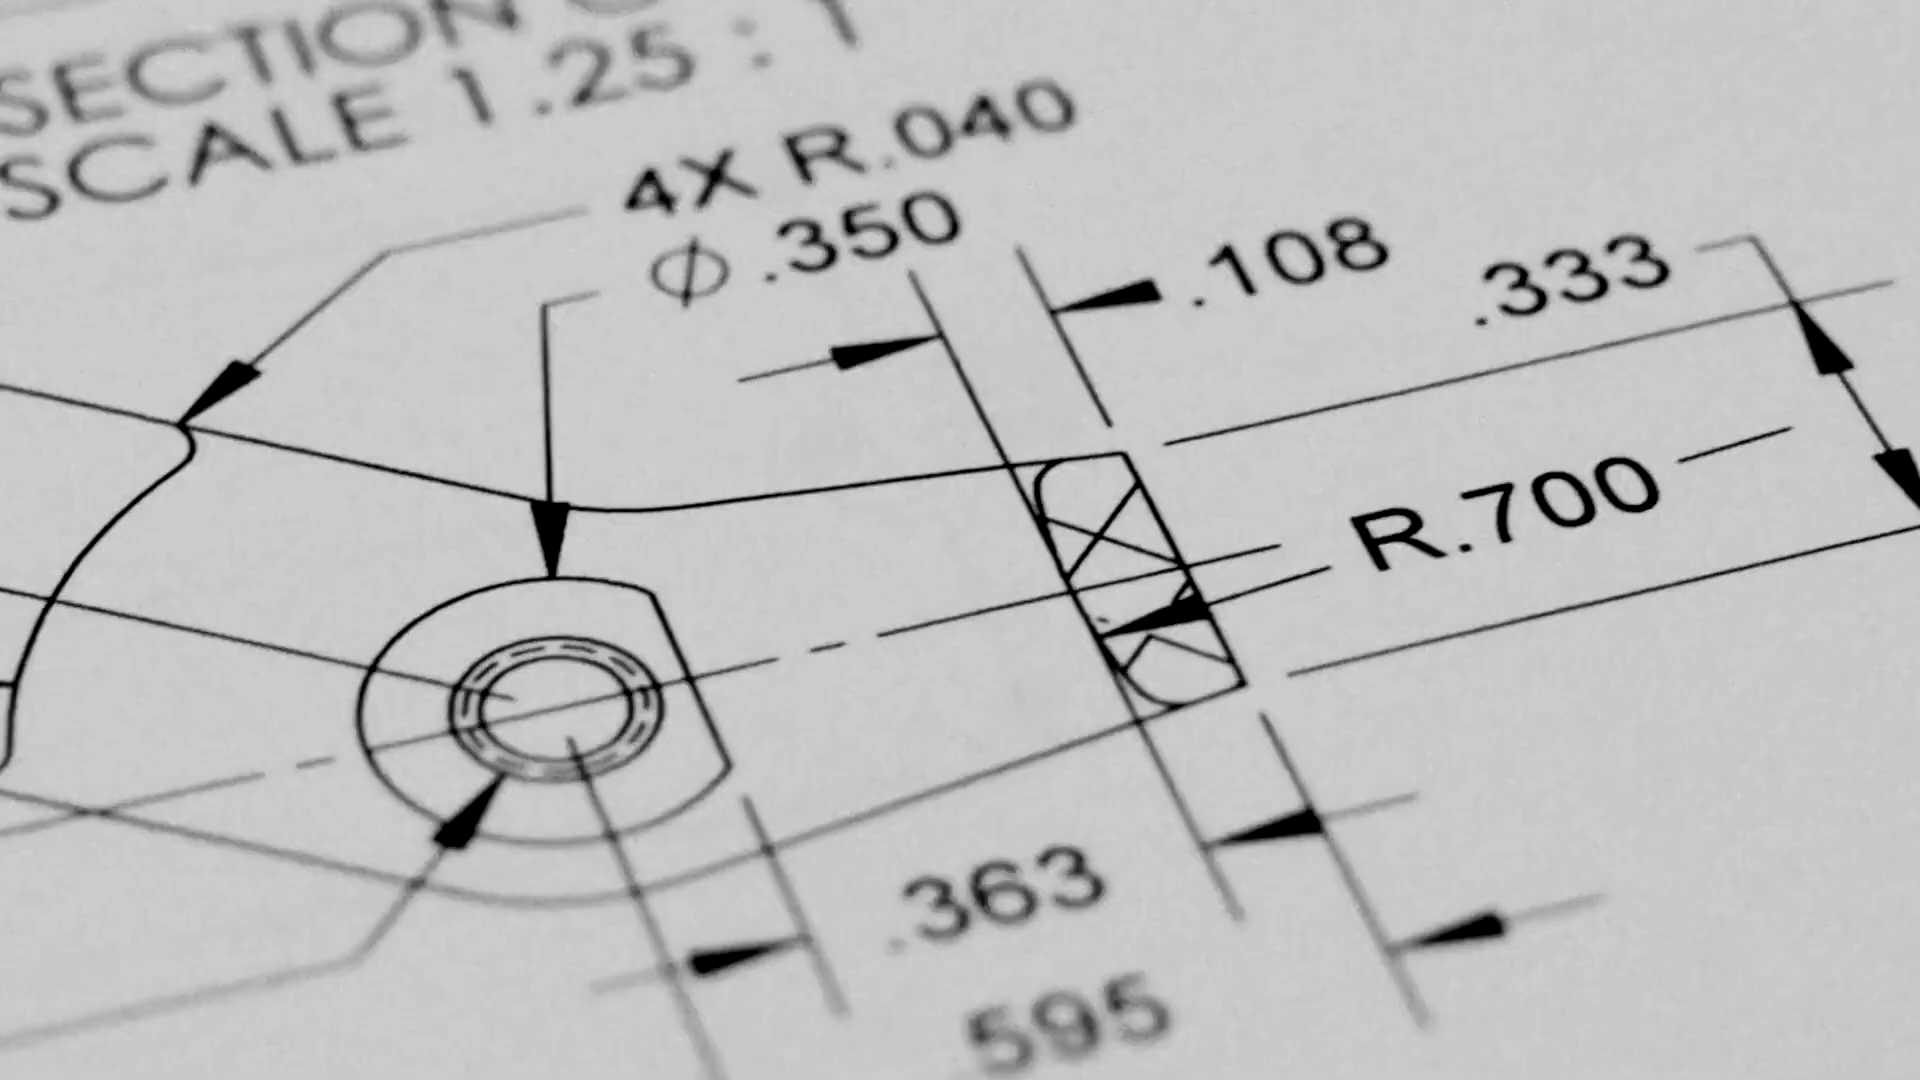 SECTION
SCALE 1.25 : 1
4X R.040
Ø .350
.108
.333
R.700
.363
.595